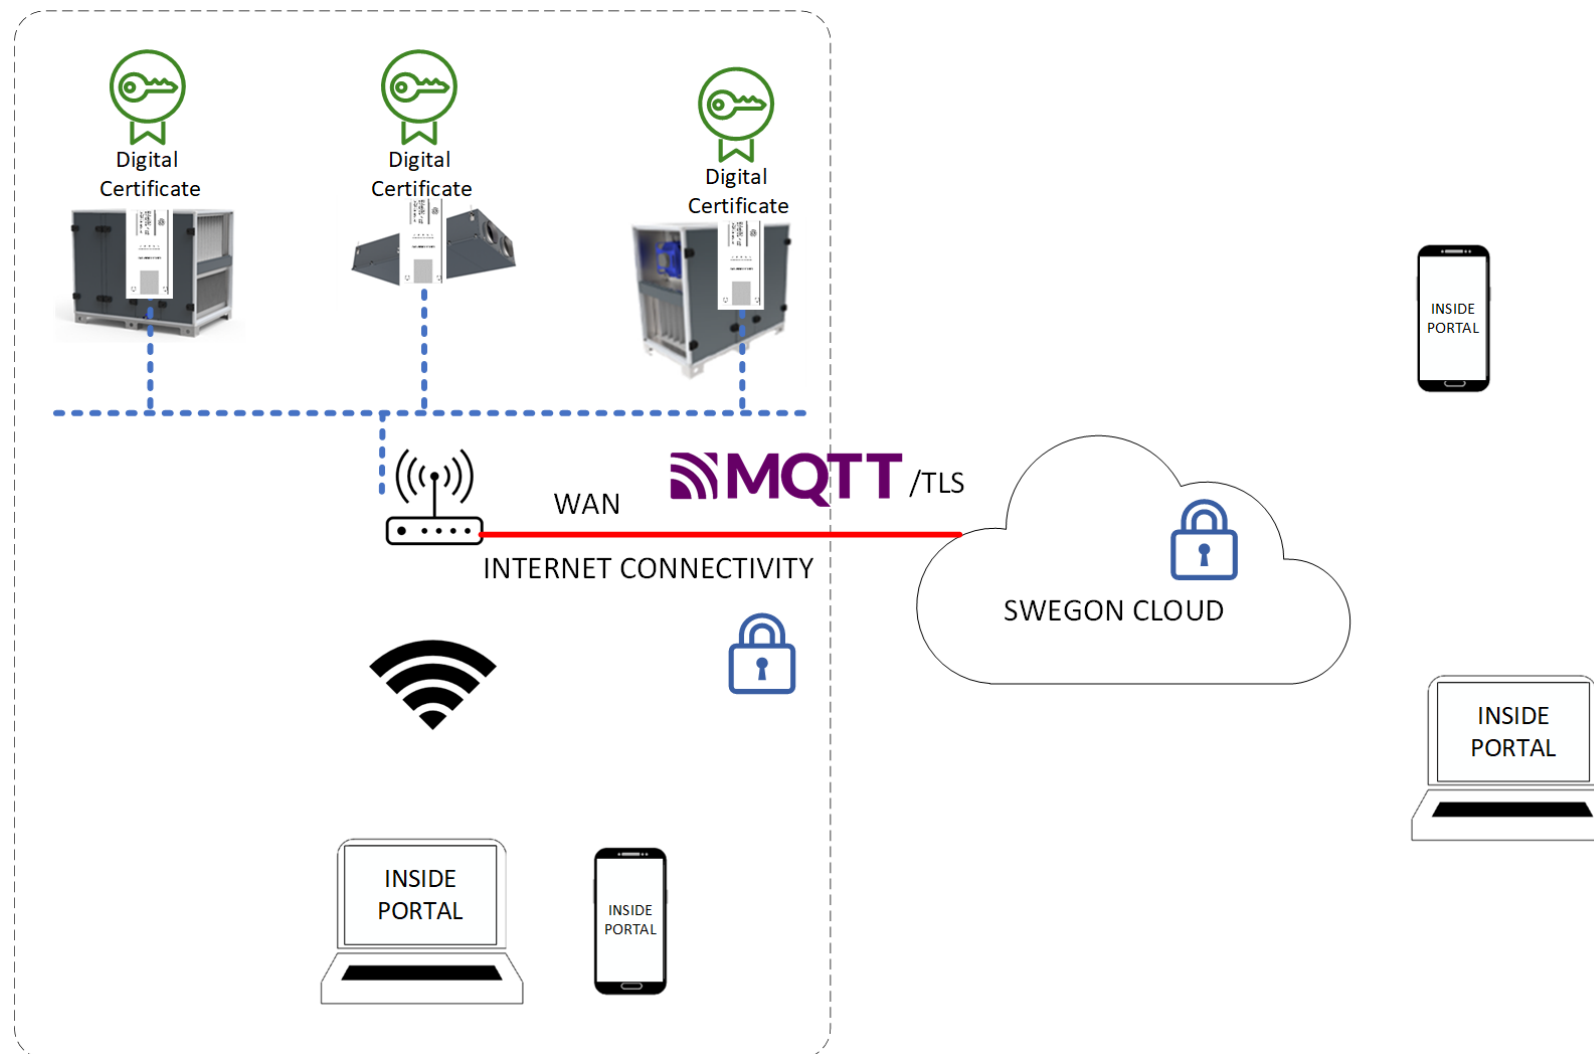 Digital
Certificate
Digital
Certificate
Digital
Certificate
INSIDE
PORTAL
MQTT /TLS
WAN
INTERNET CONNECTIVITY
SWEGON CLOUD
INSIDE
PORTAL
INSIDE
PORTAL
INSIDE
PORTAL